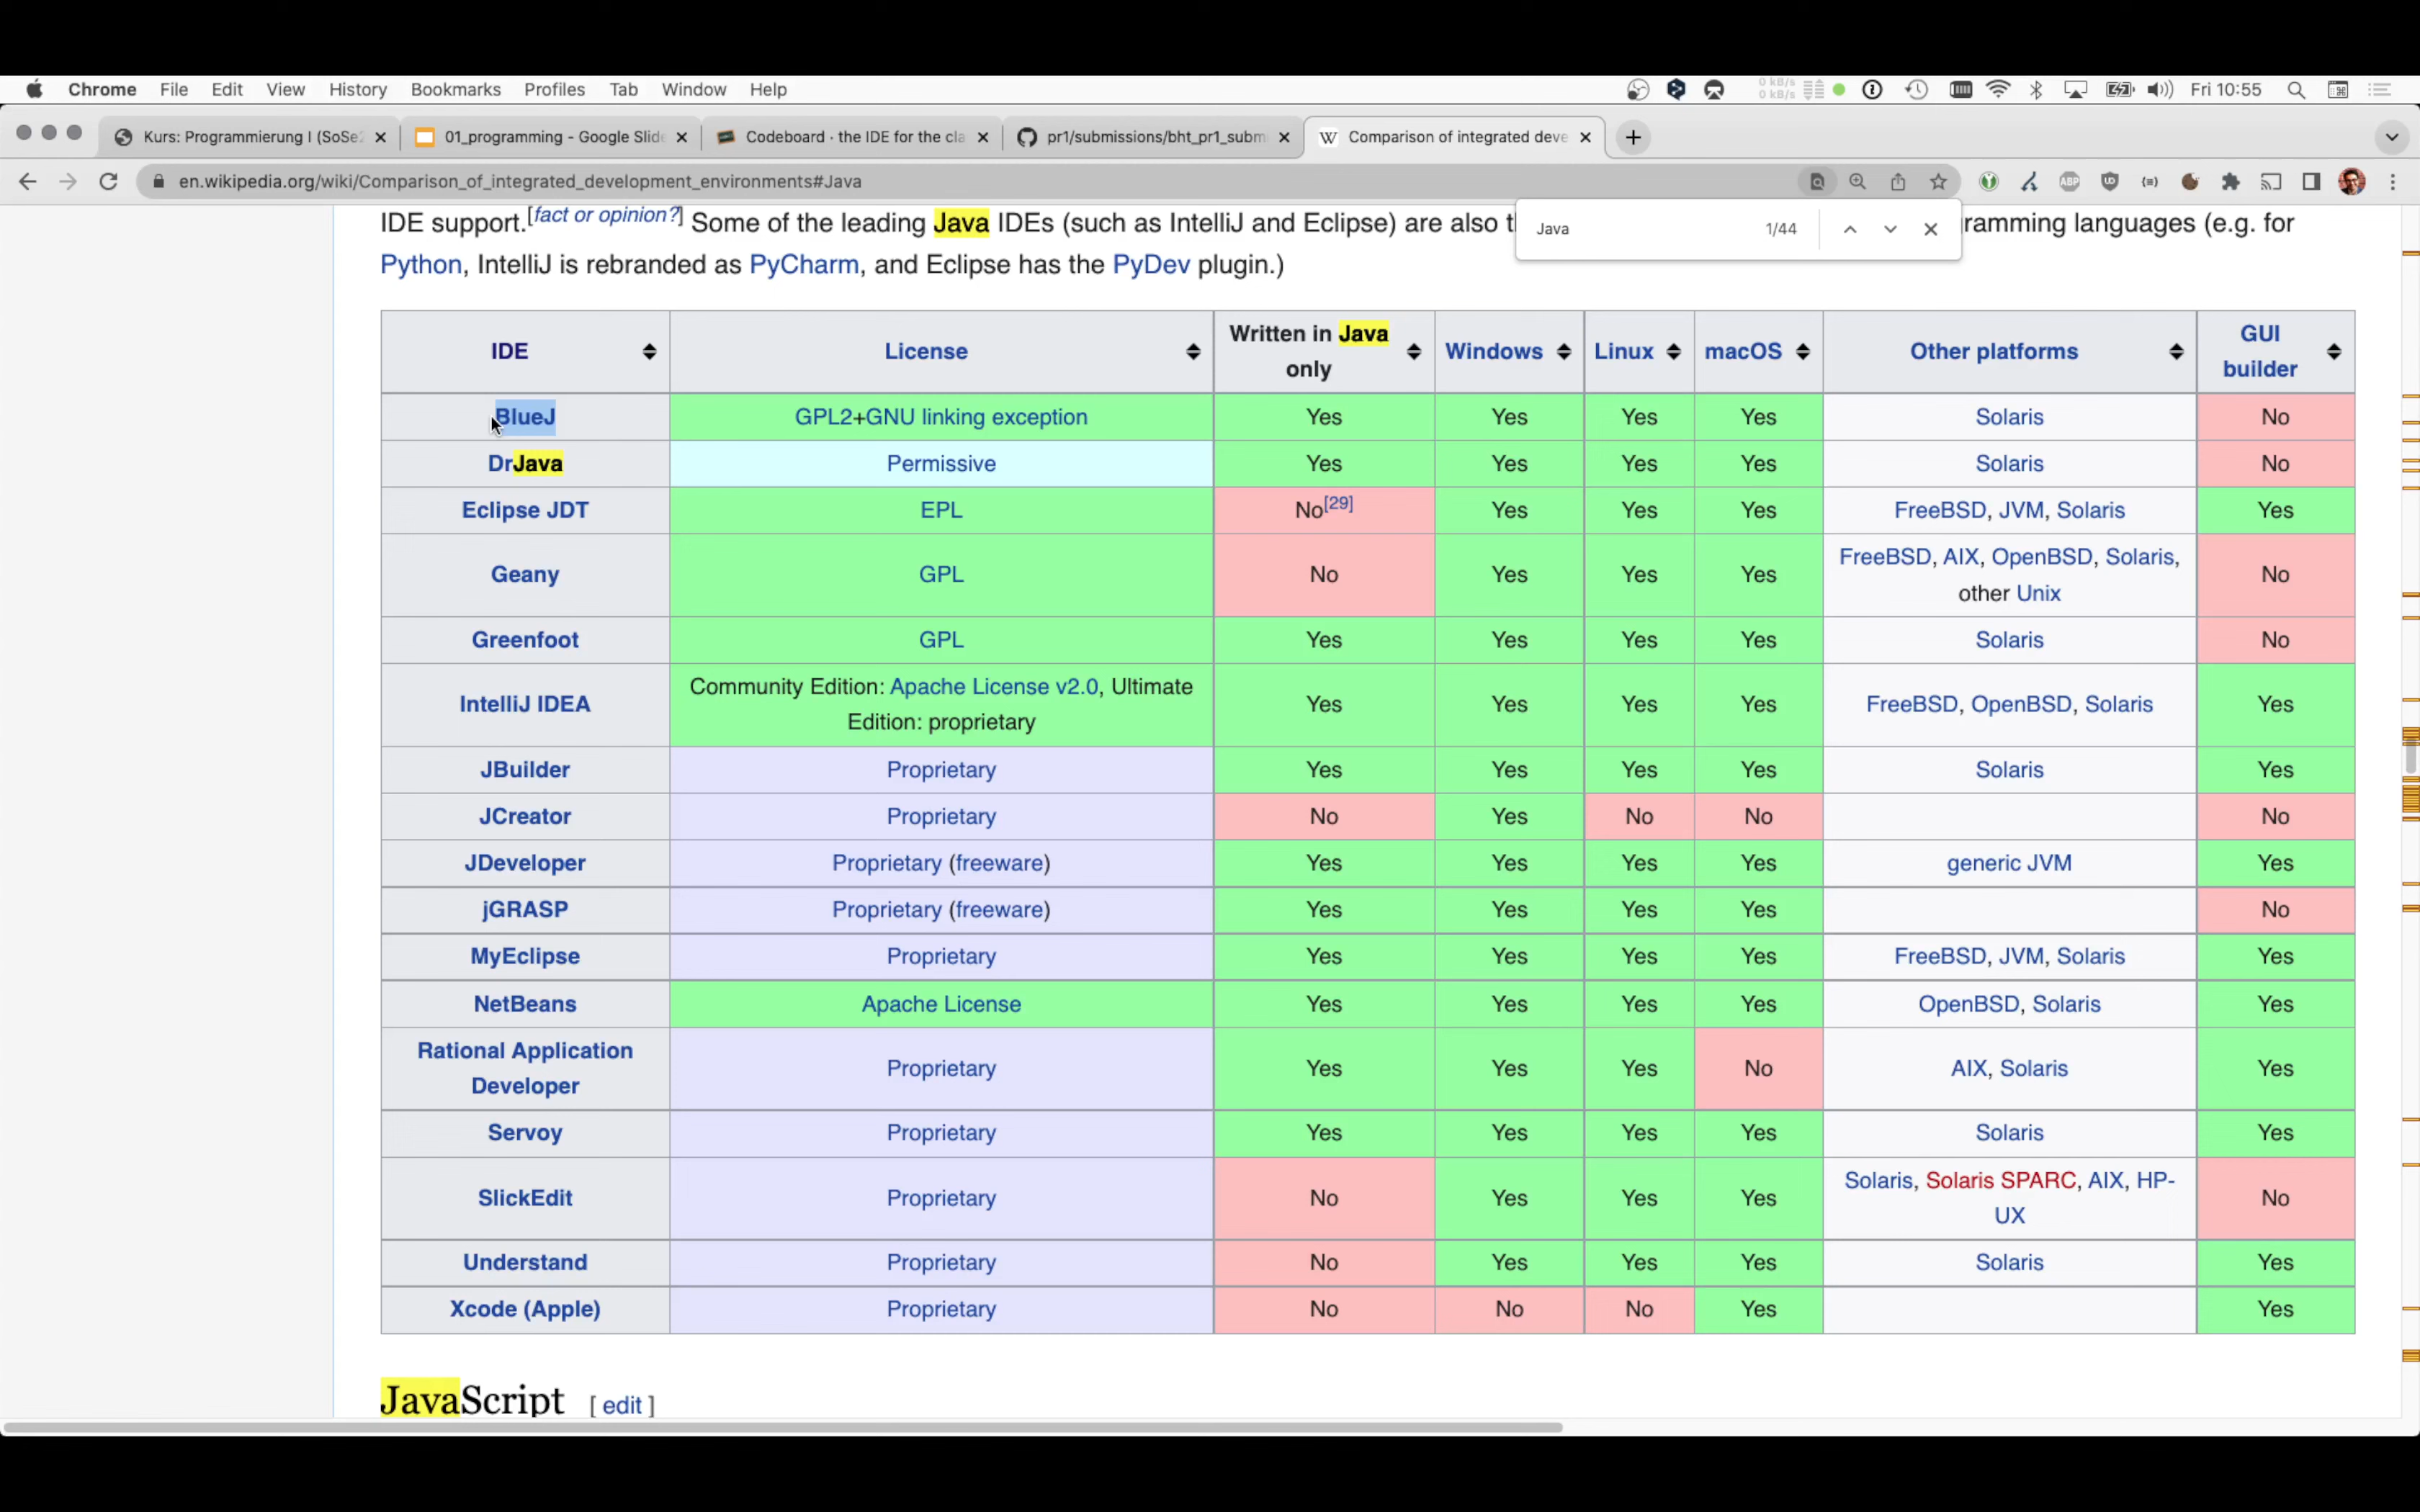 Chrome File Edit View History Bookmarks Profiles Tab Window Help 0 kB/s 0 kB/s Fri 10:55
Kurs: Programmierung I (SoSe2 01_programming - Google Slide Codeboard · the IDE for the cla pr1/submissions/bht_pr1_subm W Comparison of integrated deve
en.wikipedia.org/wiki/Comparison_of_integrated_development_environments#Java ABP
Java 1/44
IDE support.[fact or opinion?] Some of the leading Java IDEs (such as IntelliJ and Eclipse) are also t ramming languages (e.g. for
Python, IntelliJ is rebranded as PyCharm, and Eclipse has the PyDev plugin.)
IDE License Written in Java only Windows Linux macOS Other platforms GUI builder
BlueJ GPL2+GNU linking exception Yes Yes Yes Yes Solaris No
DrJava Permissive Yes Yes Yes Yes Solaris No
Eclipse JDT EPL No[29] Yes Yes Yes FreeBSD, JVM, Solaris Yes
Geany GPL No Yes Yes Yes FreeBSD, AIX, OpenBSD, Solaris, other Unix No
Greenfoot GPL Yes Yes Yes Yes Solaris No
IntelliJ IDEA Community Edition: Apache License v2.0, Ultimate Edition: proprietary Yes Yes Yes Yes FreeBSD, OpenBSD, Solaris Yes
JBuilder Proprietary Yes Yes Yes Yes Solaris Yes
JCreator Proprietary No Yes No No No
JDeveloper Proprietary (freeware) Yes Yes Yes Yes generic JVM Yes
jGRASP Proprietary (freeware) Yes Yes Yes Yes No
MyEclipse Proprietary Yes Yes Yes Yes FreeBSD, JVM, Solaris Yes
NetBeans Apache License Yes Yes Yes Yes OpenBSD, Solaris Yes
Rational Application Developer Proprietary Yes Yes Yes No AIX, Solaris Yes
Servoy Proprietary Yes Yes Yes Yes Solaris Yes
SlickEdit Proprietary No Yes Yes Yes Solaris, Solaris SPARC, AIX, HP-UX No
Understand Proprietary No Yes Yes Yes Solaris Yes
Xcode (Apple) Proprietary No No No Yes Yes
JavaScript [ edit ]